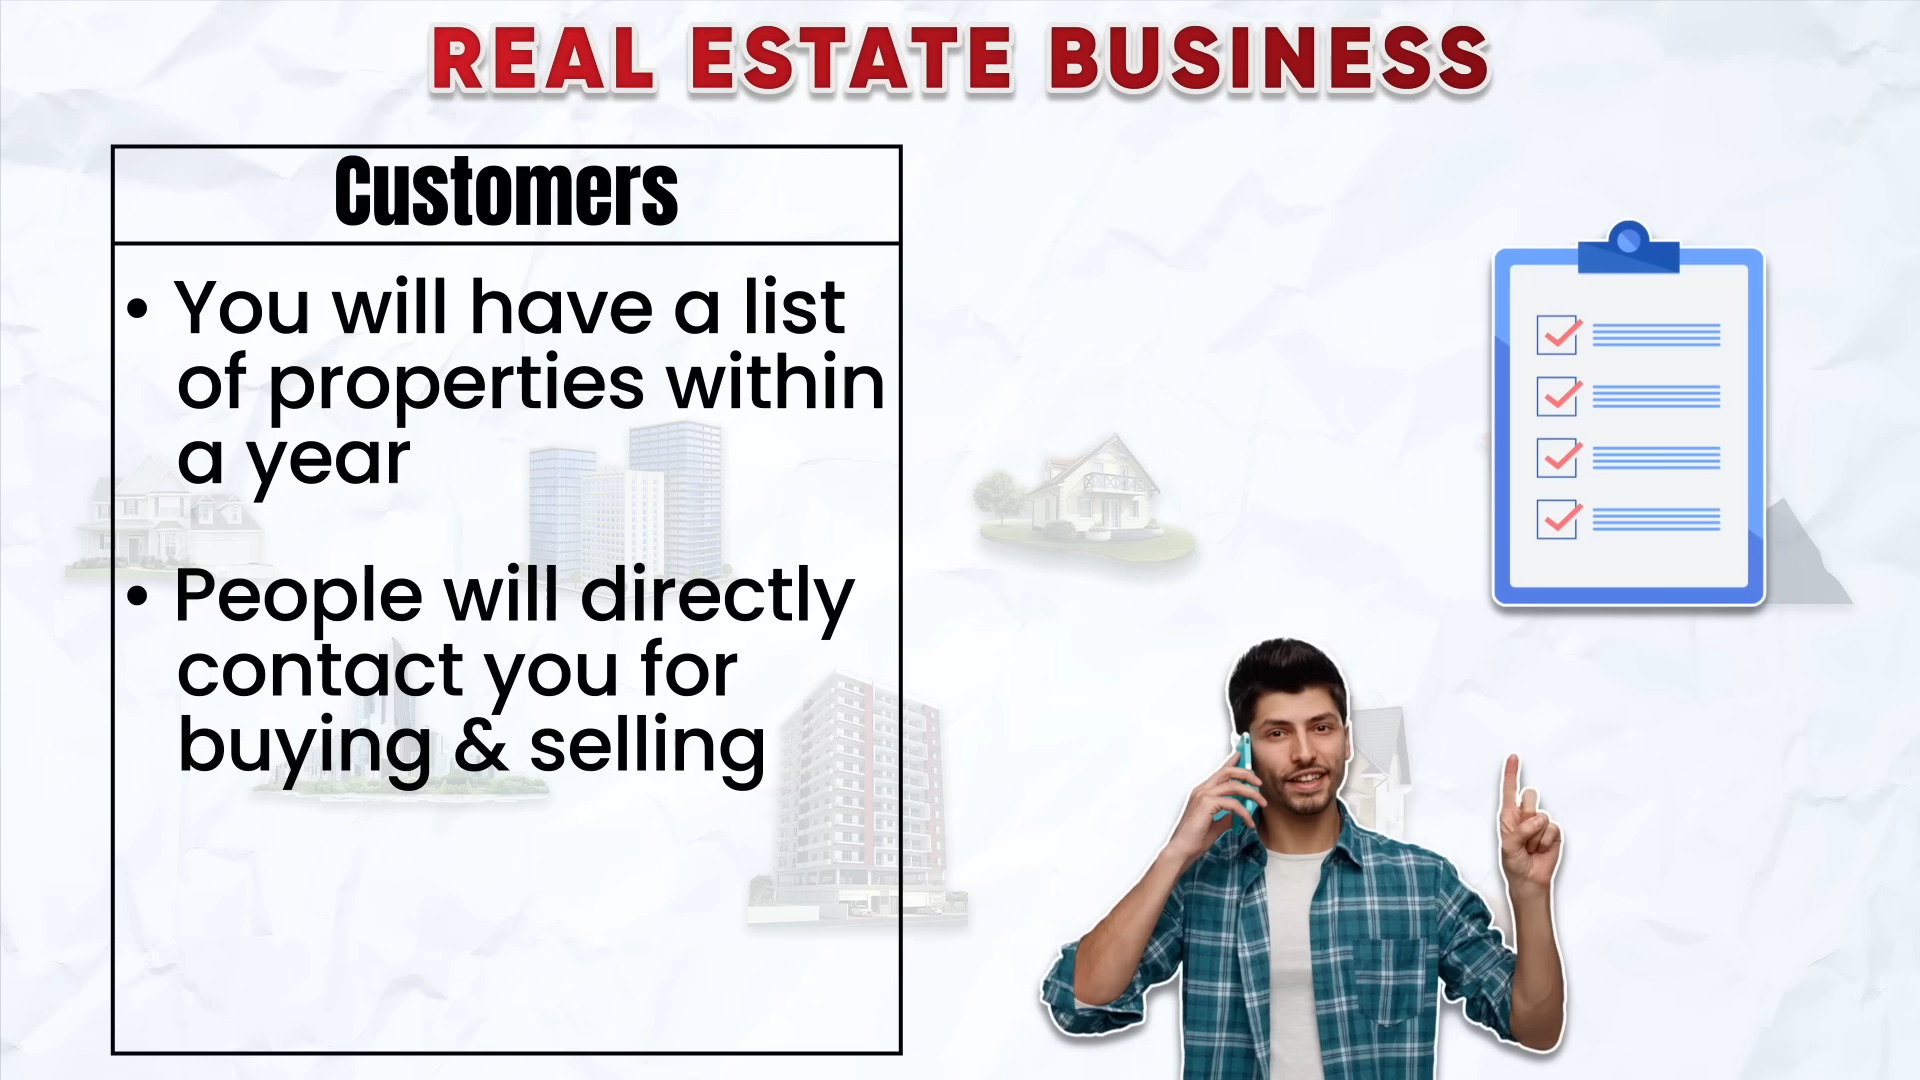 REAL ESTATE BUSINESS
Customers
• You will have a list
of properties within
a year
• People will directly
contact you for
buying & selling